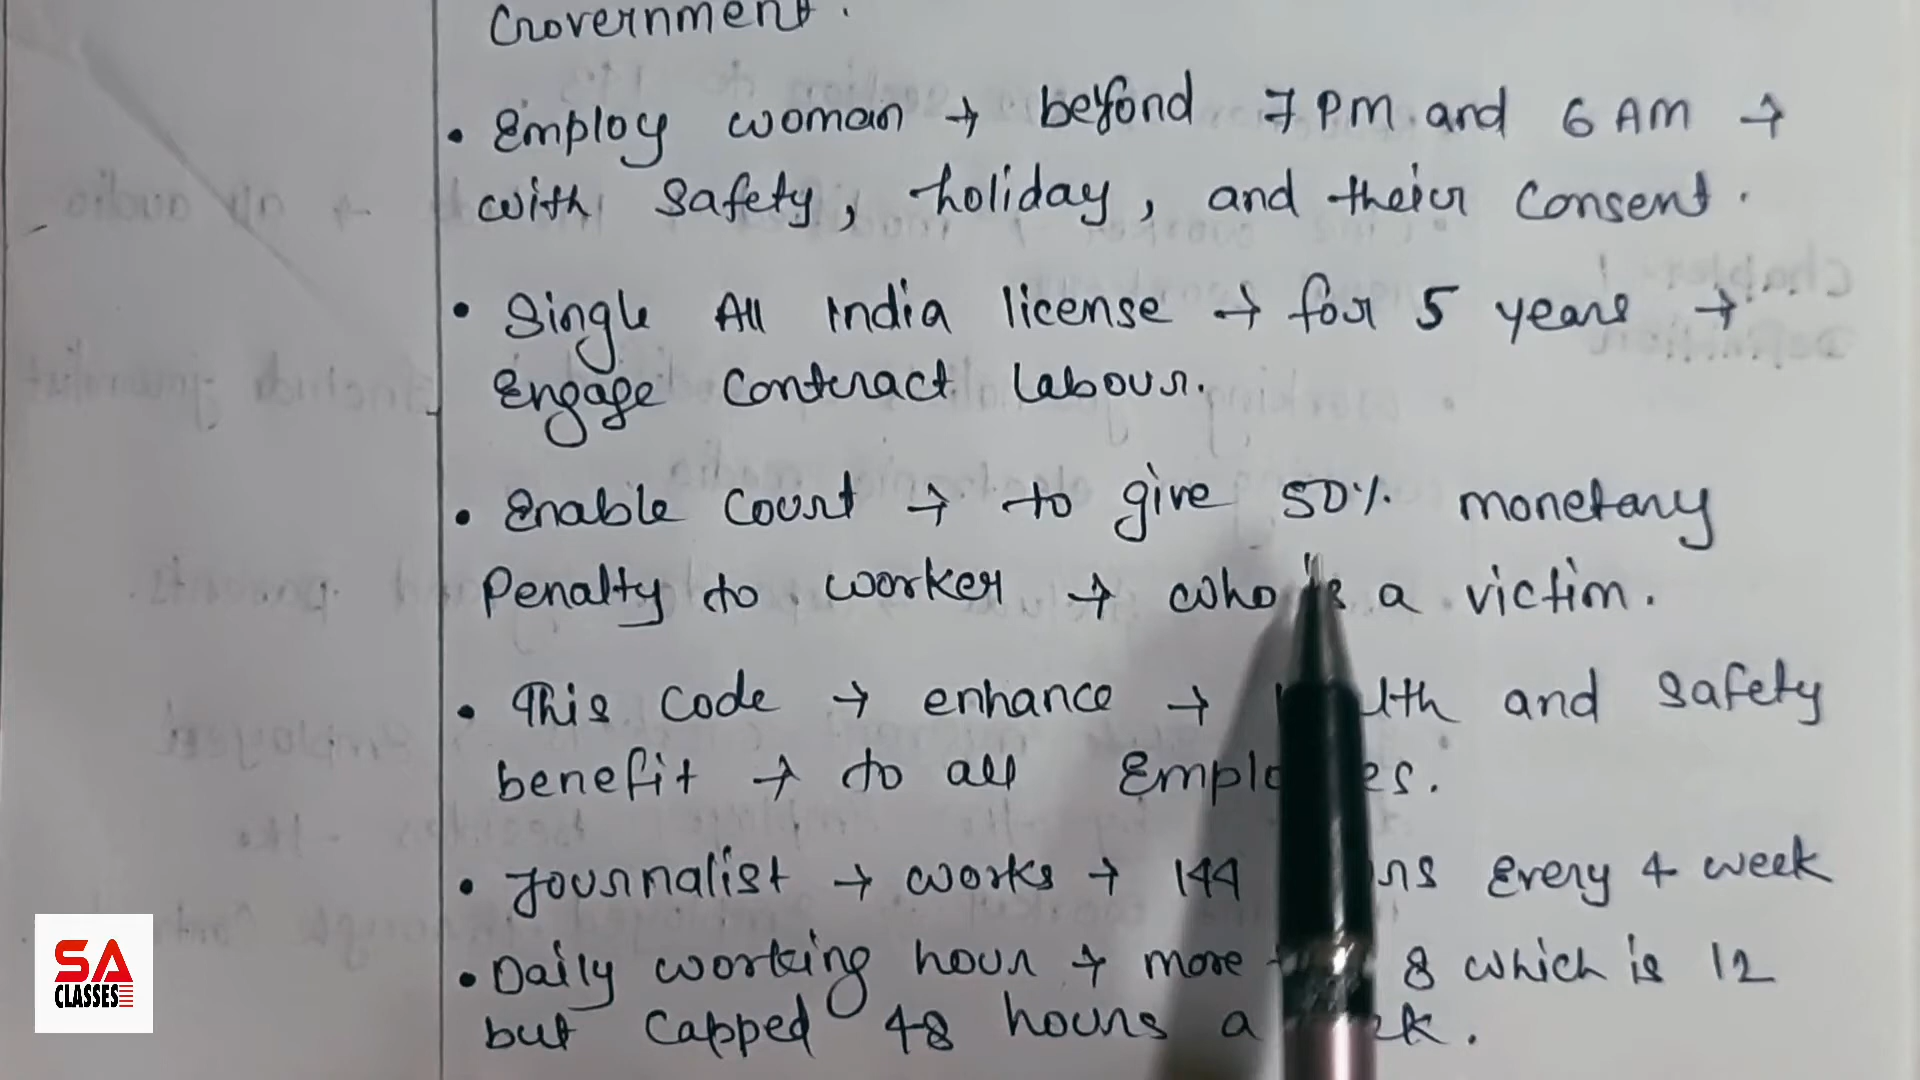 Government.
• Employ woman → beyond 7 PM and 6 AM →
with safety, holiday, and their consent.
• Single All India license → for 5 years →
Engage contract labour.
• Enable court → to give 50% monetary
Penalty to worker → who is a victim.
• This code → enhance → and safety
benefit → to all
• Journalist → works → 144 every 4 week
• Daily working hour → more 8 which is 12
but capped 48 hours a
SA
CLASSES